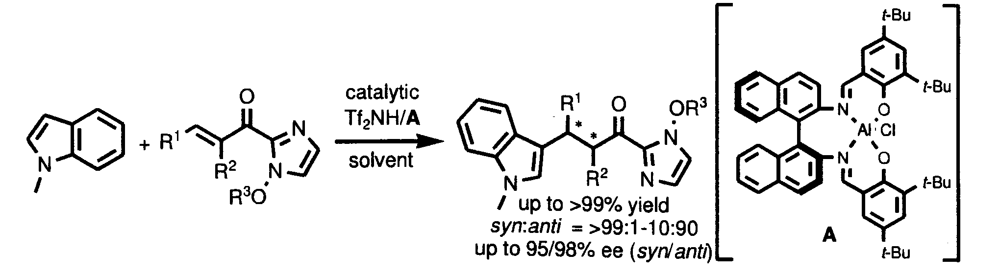 N
+
R¹
R²
O
N
N
R³O
catalytic
Tf₂NH/A
solvent
N
R¹
*
*
R²
O
OR³
N
N
up to >99% yield
syn:anti = >99:1-10:90
up to 95/98% ee (syn/anti)
t-Bu
t-Bu
N
O
Al
Cl
N
O
t-Bu
t-Bu
A